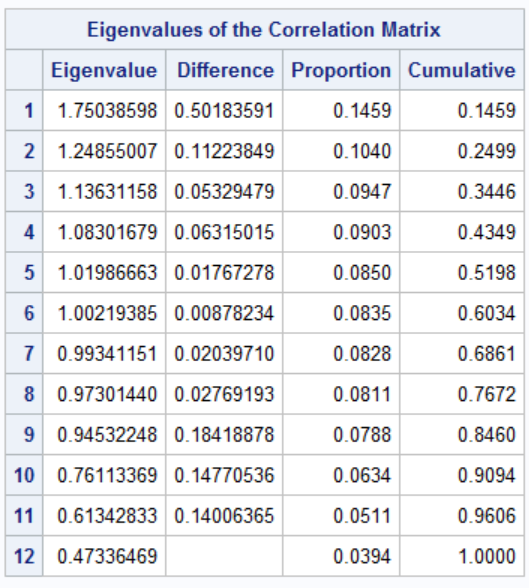 Eigenvalues of the Correlation Matrix
Eigenvalue Difference Proportion Cumulative
1 1.75038598 0.50183591 0.1459 0.1459
2 1.24855007 0.11223849 0.1040 0.2499
3 1.13631158 0.05329479 0.0947 0.3446
4 1.08301679 0.06315015 0.0903 0.4349
5 1.01986663 0.01767278 0.0850 0.5198
6 1.00219385 0.00878234 0.0835 0.6034
7 0.99341151 0.02039710 0.0828 0.6861
8 0.97301440 0.02769193 0.0811 0.7672
9 0.94532248 0.18418878 0.0788 0.8460
10 0.76113369 0.14770536 0.0634 0.9094
11 0.61342833 0.14006365 0.0511 0.9606
12 0.47336469 0.0394 1.0000